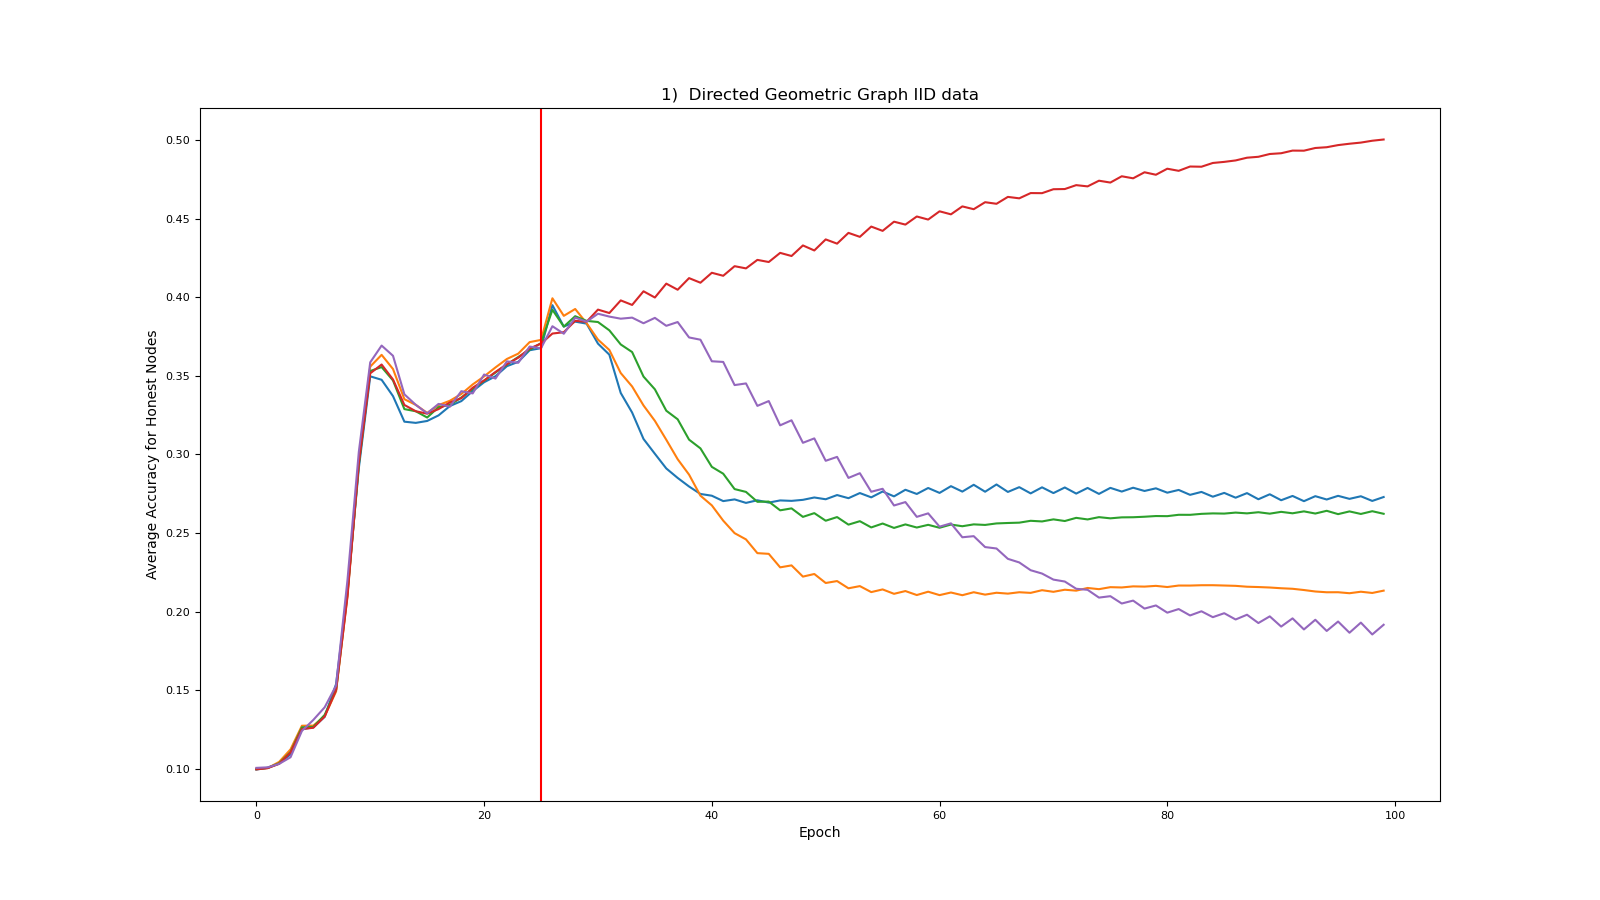 1)  Directed Geometric Graph IID data
Average Accuracy for Honest Nodes
0.50
0.45
0.40
0.35
0.30
0.25
0.20
0.15
0.10
0 20 40 60 80 100
Epoch